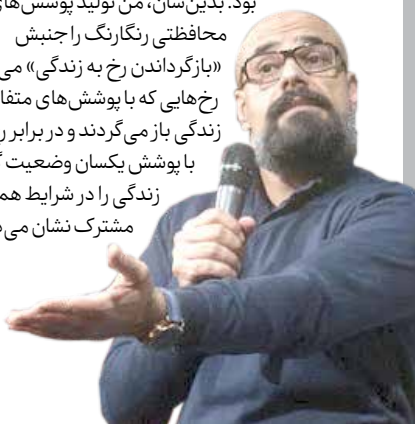 بود. بدین‌سان، من تولید پوشش‌های
محافظتی رنگارنگ را جنبش
«بازگرداندن رخ به زندگی» می
رخ‌هایی که با پوشش‌های متفا
زندگی باز می‌گردند و در برابر ر
با پوشش یکسان وضعیت گ
زندگی را در شرایط هم
مشترک نشان می‌د